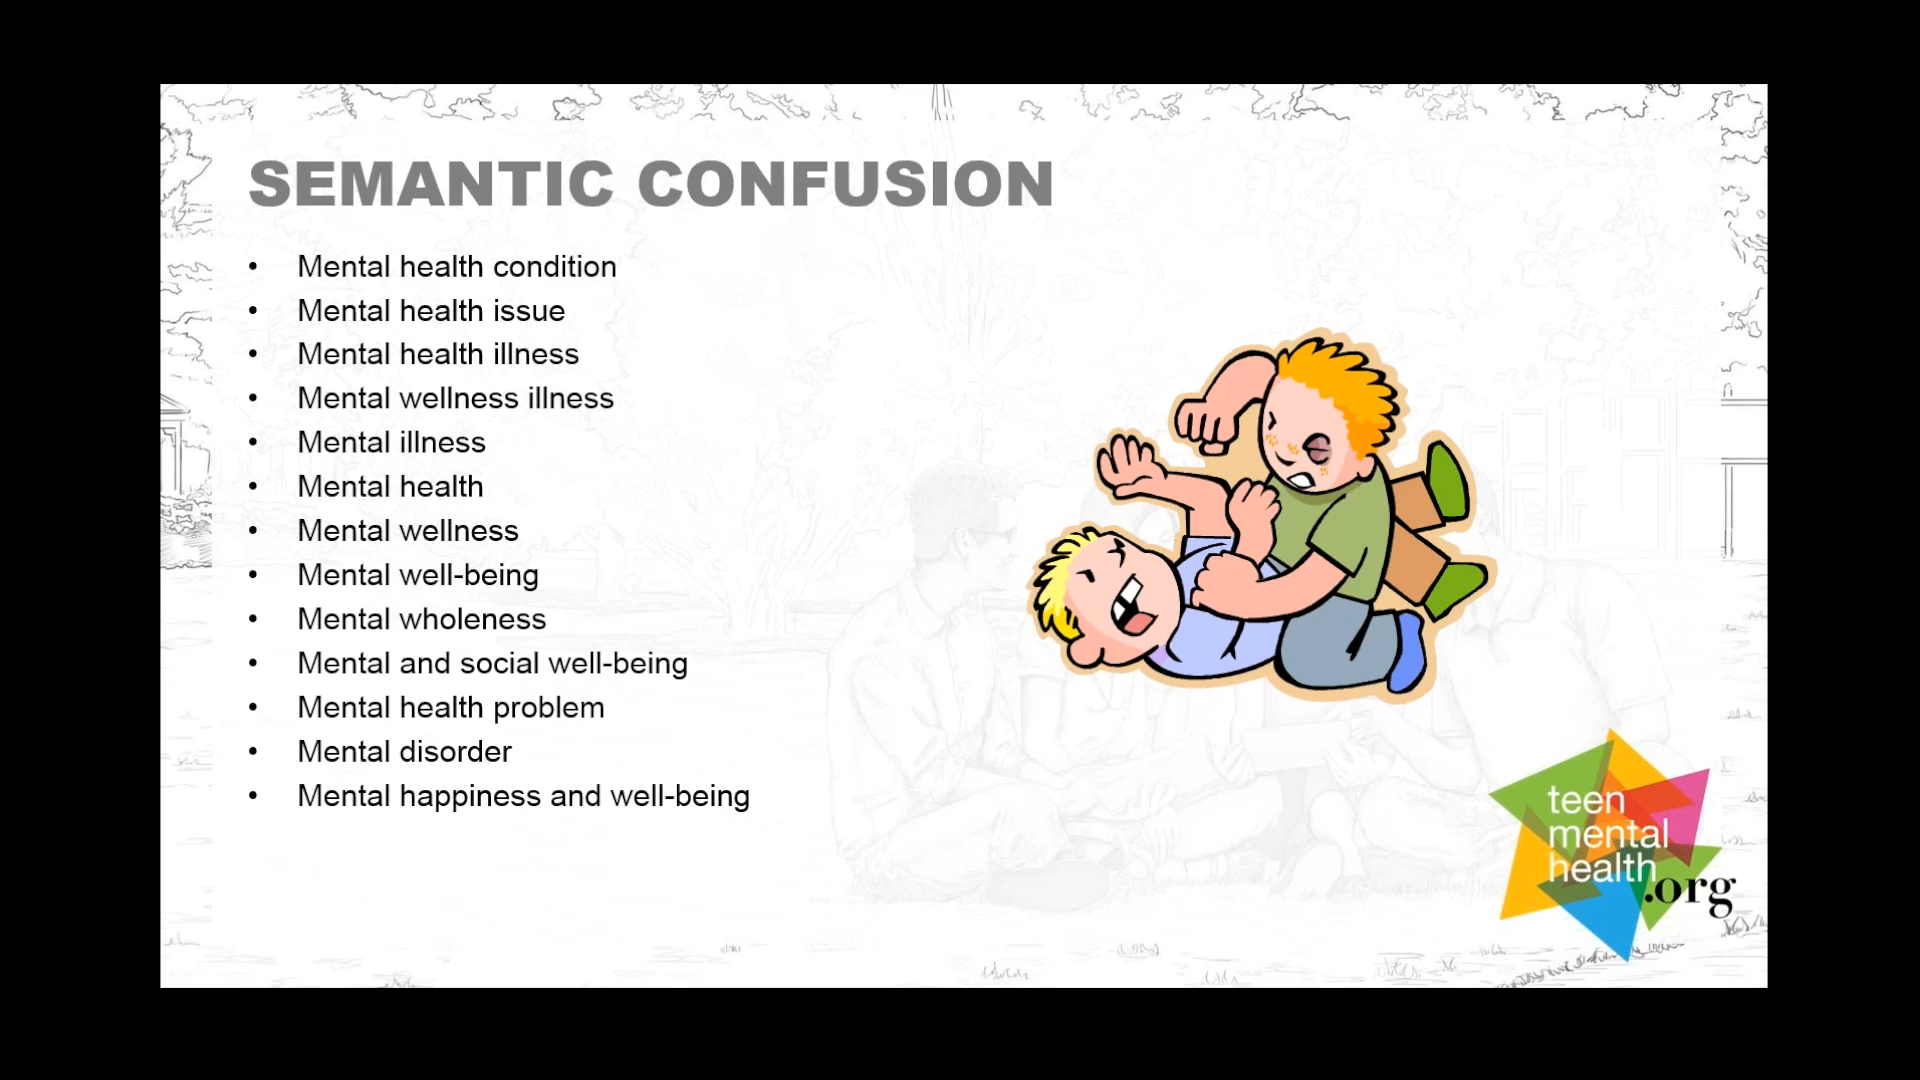 SEMANTIC CONFUSION
• Mental health condition
• Mental health issue
• Mental health illness
• Mental wellness illness
• Mental illness
• Mental health
• Mental wellness
• Mental well-being
• Mental wholeness
• Mental and social well-being
• Mental health problem
• Mental disorder
• Mental happiness and well-being
teen
mental
health
.org